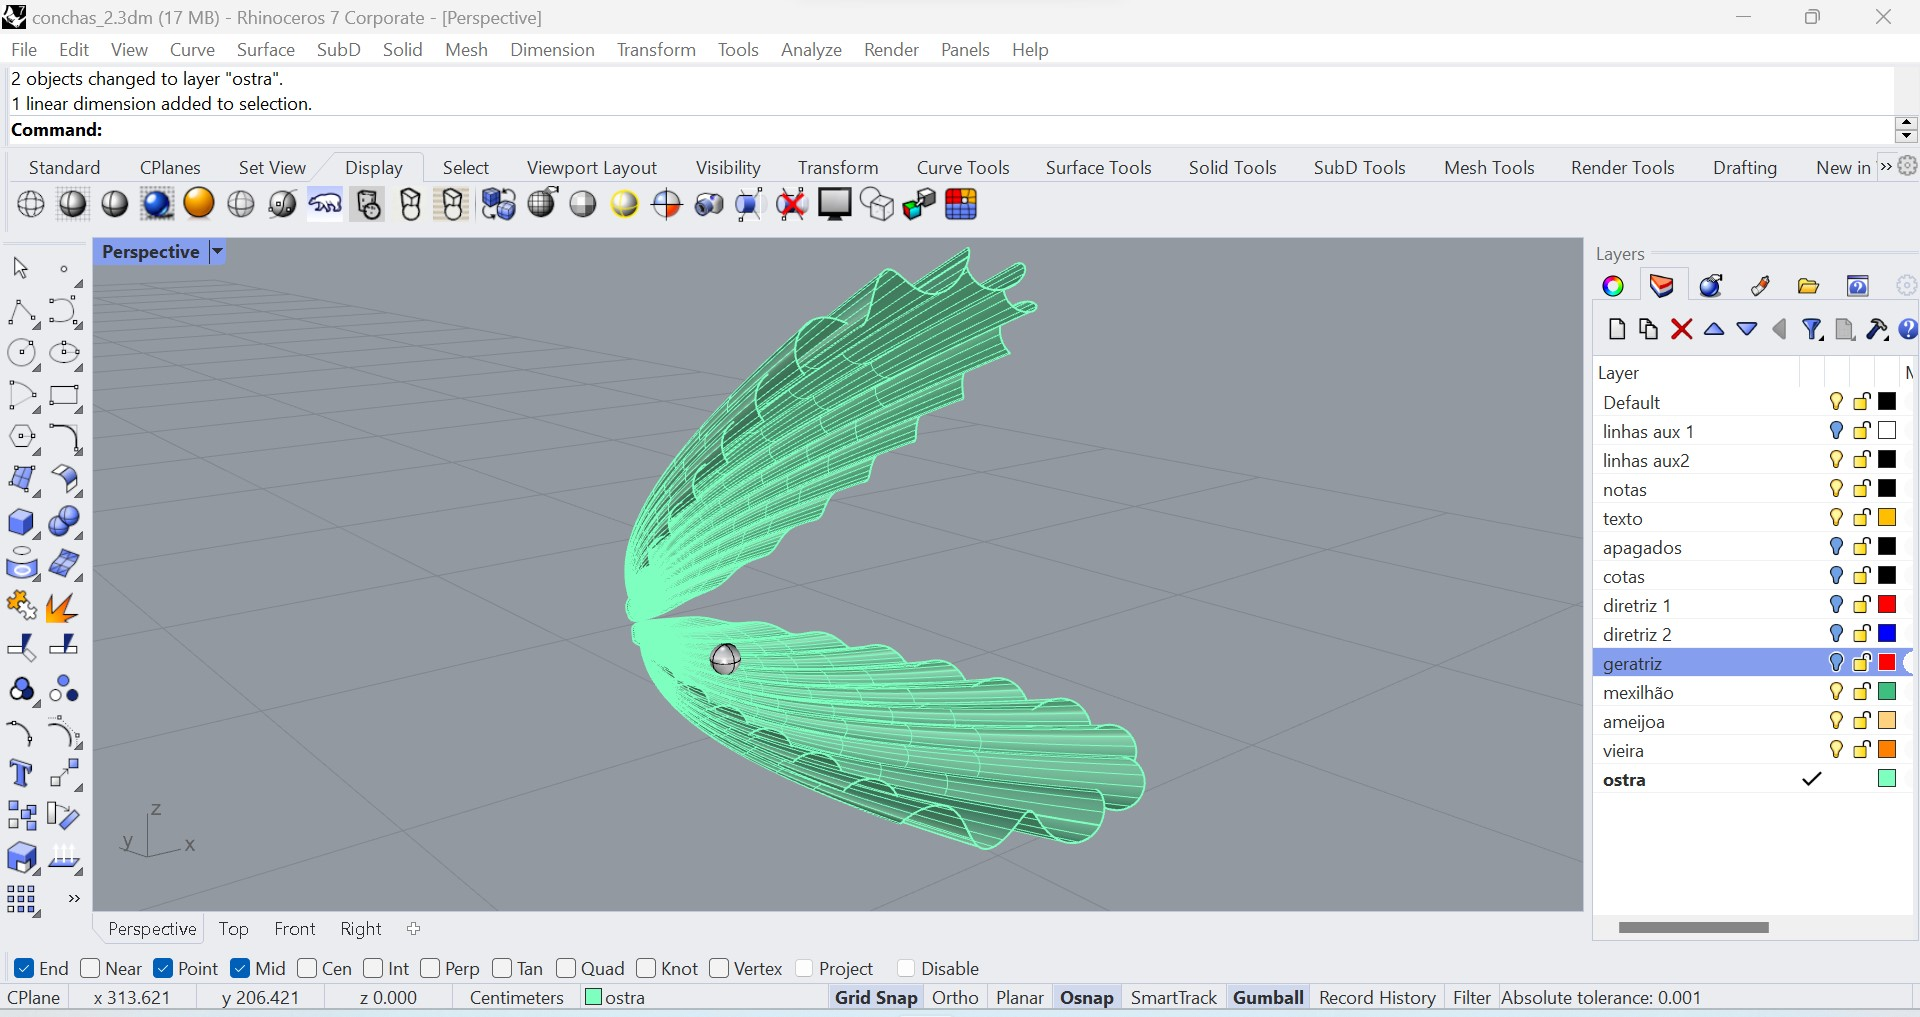 conchas_2.3dm (17 MB) - Rhinoceros 7 Corporate - [Perspective]
File Edit View Curve Surface SubD Solid Mesh Dimension Transform Tools Analyze Render Panels Help
2 objects changed to layer "ostra".
1 linear dimension added to selection.
Command:
Standard CPlanes Set View Display Select Viewport Layout Visibility Transform Curve Tools Surface Tools Solid Tools SubD Tools Mesh Tools Render Tools Drafting New in
Perspective
Layers
Layer
Default
linhas aux 1
linhas aux2
notas
texto
apagados
cotas
diretriz 1
diretriz 2
geratriz
mexilhão
ameijoa
vieira
ostra
z
y x
Perspective Top Front Right
End Near Point Mid Cen Int Perp Tan Quad Knot Vertex Project Disable
CPlane x 313.621 y 206.421 z 0.000 Centimeters ostra Grid Snap Ortho Planar Osnap SmartTrack Gumball Record History Filter Absolute tolerance: 0.001